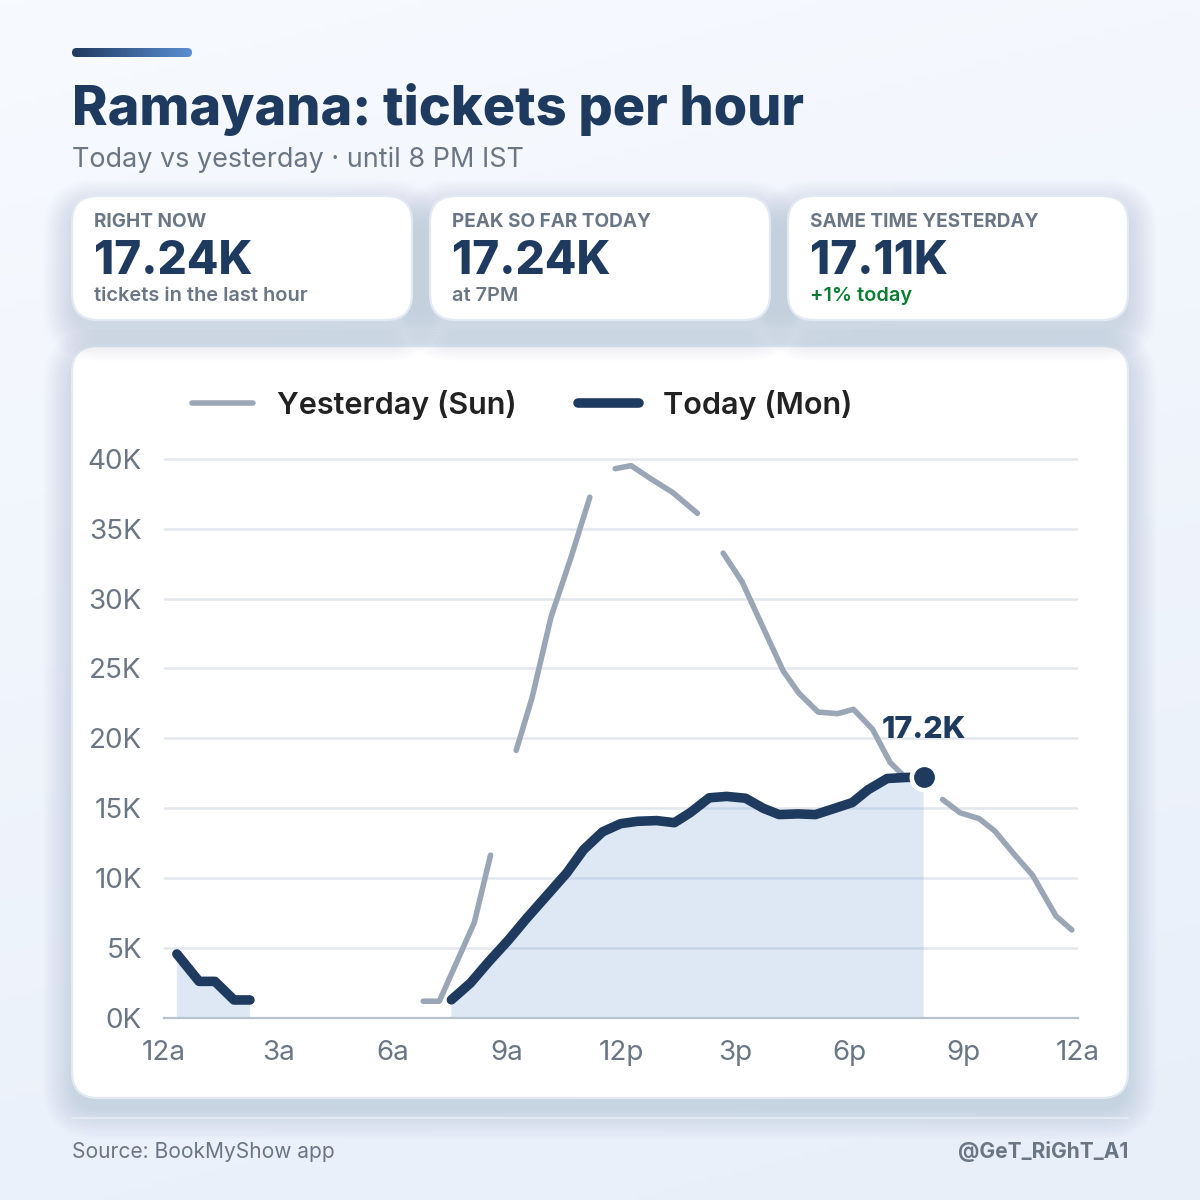 Ramayana: tickets per hour
Today vs yesterday · until 8 PM IST
RIGHT NOW
17.24K
tickets in the last hour
PEAK SO FAR TODAY
17.24K
at 7PM
SAME TIME YESTERDAY
17.11K
+1% today
Yesterday (Sun)
Today (Mon)
40K
35K
30K
25K
20K
15K
10K
5K
0K
17.2K
12a 3a 6a 9a 12p 3p 6p 9p 12a
Source: BookMyShow app
@GeT_RiGhT_A1